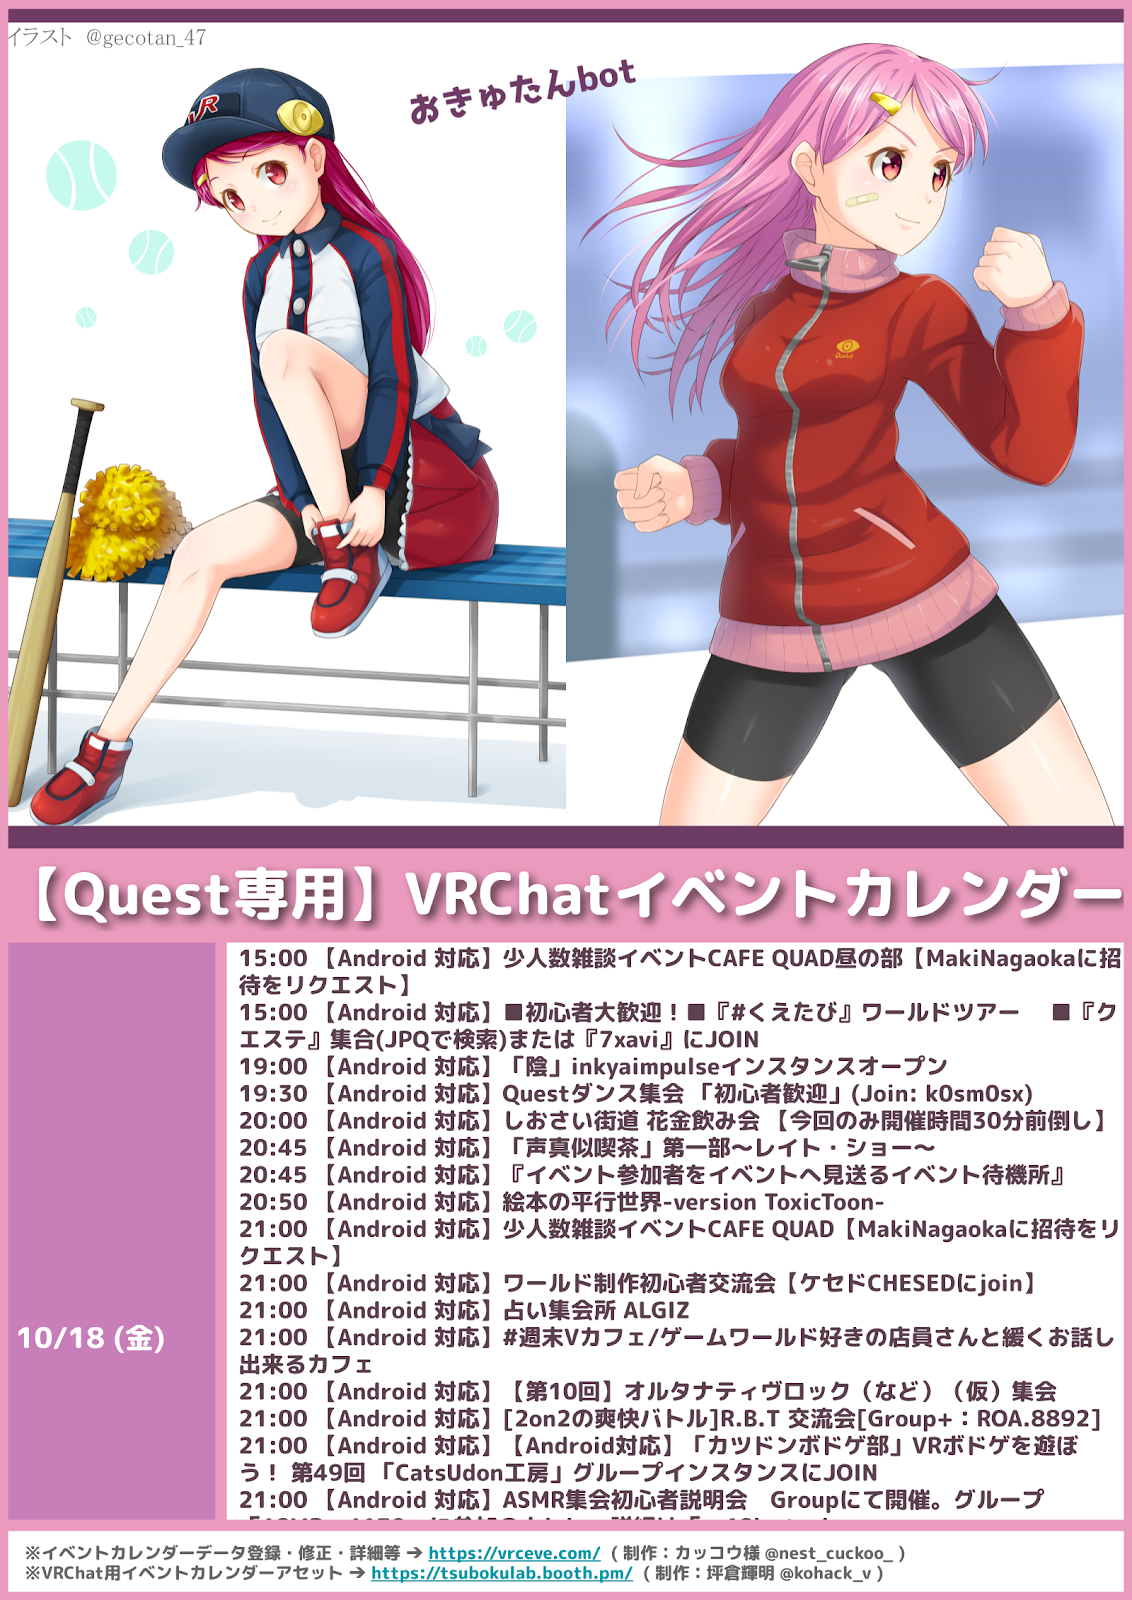 イラスト @gecotan_47
おきゅたんbot
VR
Quest
【Quest専用】VRChatイベントカレンダー
10/18 (金)
15:00 【Android 対応】少人数雑談イベントCAFE QUAD昼の部【MakiNagaokaに招
待をリクエスト】
15:00 【Android 対応】■初心者大歓迎！■『#くえたび』ワールドツアー　■『ク
エステ』集合(JPQで検索)または『7xavi』にJOIN
19:00 【Android 対応】「陰」inkyaimpulseインスタンスオープン
19:30 【Android 対応】Questダンス集会 「初心者歓迎」(Join: k0sm0sx)
20:00 【Android 対応】しおさい街道 花金飲み会 【今回のみ開催時間30分前倒し】
20:45 【Android 対応】「声真似喫茶」第一部～レイト・ショー～
20:45 【Android 対応】『イベント参加者をイベントへ見送るイベント待機所』
20:50 【Android 対応】絵本の平行世界-version ToxicToon-
21:00 【Android 対応】少人数雑談イベントCAFE QUAD【MakiNagaokaに招待をリ
クエスト】
21:00 【Android 対応】ワールド制作初心者交流会【ケセドCHESEDにjoin】
21:00 【Android 対応】占い集会所 ALGIZ
21:00 【Android 対応】#週末Vカフェ/ゲームワールド好きの店員さんと緩くお話し
出来るカフェ
21:00 【Android 対応】【第10回】オルタナティヴロック（など）（仮）集会
21:00 【Android 対応】[2on2の爽快バトル]R.B.T 交流会[Group+：ROA.8892]
21:00 【Android 対応】【Android対応】「カツドンボドゲ部」VRボドゲを遊ぼ
う！ 第49回 「CatsUdon工房」グループインスタンスにJOIN
21:00 【Android 対応】ASMR集会初心者説明会　Groupにて開催。グループ
※イベントカレンダーデータ登録・修正・詳細等 → https://vrceve.com/ ( 制作：カッコウ様 @nest_cuckoo_ )
※VRChat用イベントカレンダーアセット → https://tsubokulab.booth.pm/ ( 制作：坪倉輝明 @kohack_v )